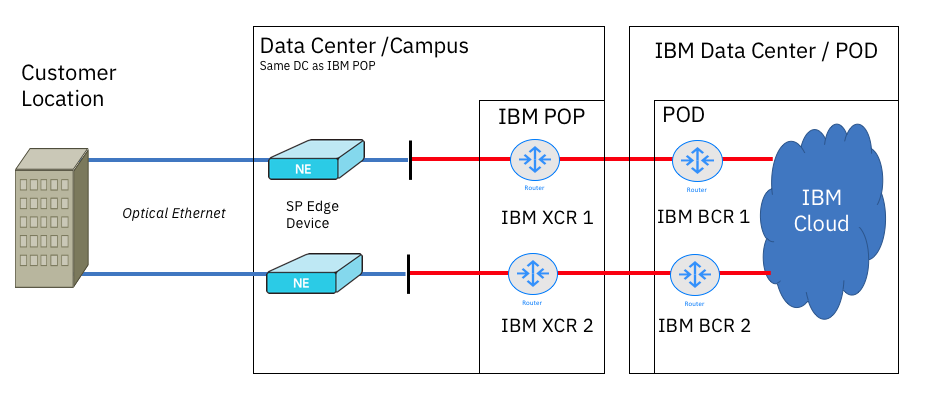 Data Center /Campus
Same DC as IBM POP
IBM Data Center / POD
Customer
Location
IBM POP
POD
NE
Router
Router
Optical Ethernet
SP Edge
Device
IBM XCR 1
IBM BCR 1
IBM
Cloud
NE
Router
Router
IBM XCR 2
IBM BCR 2